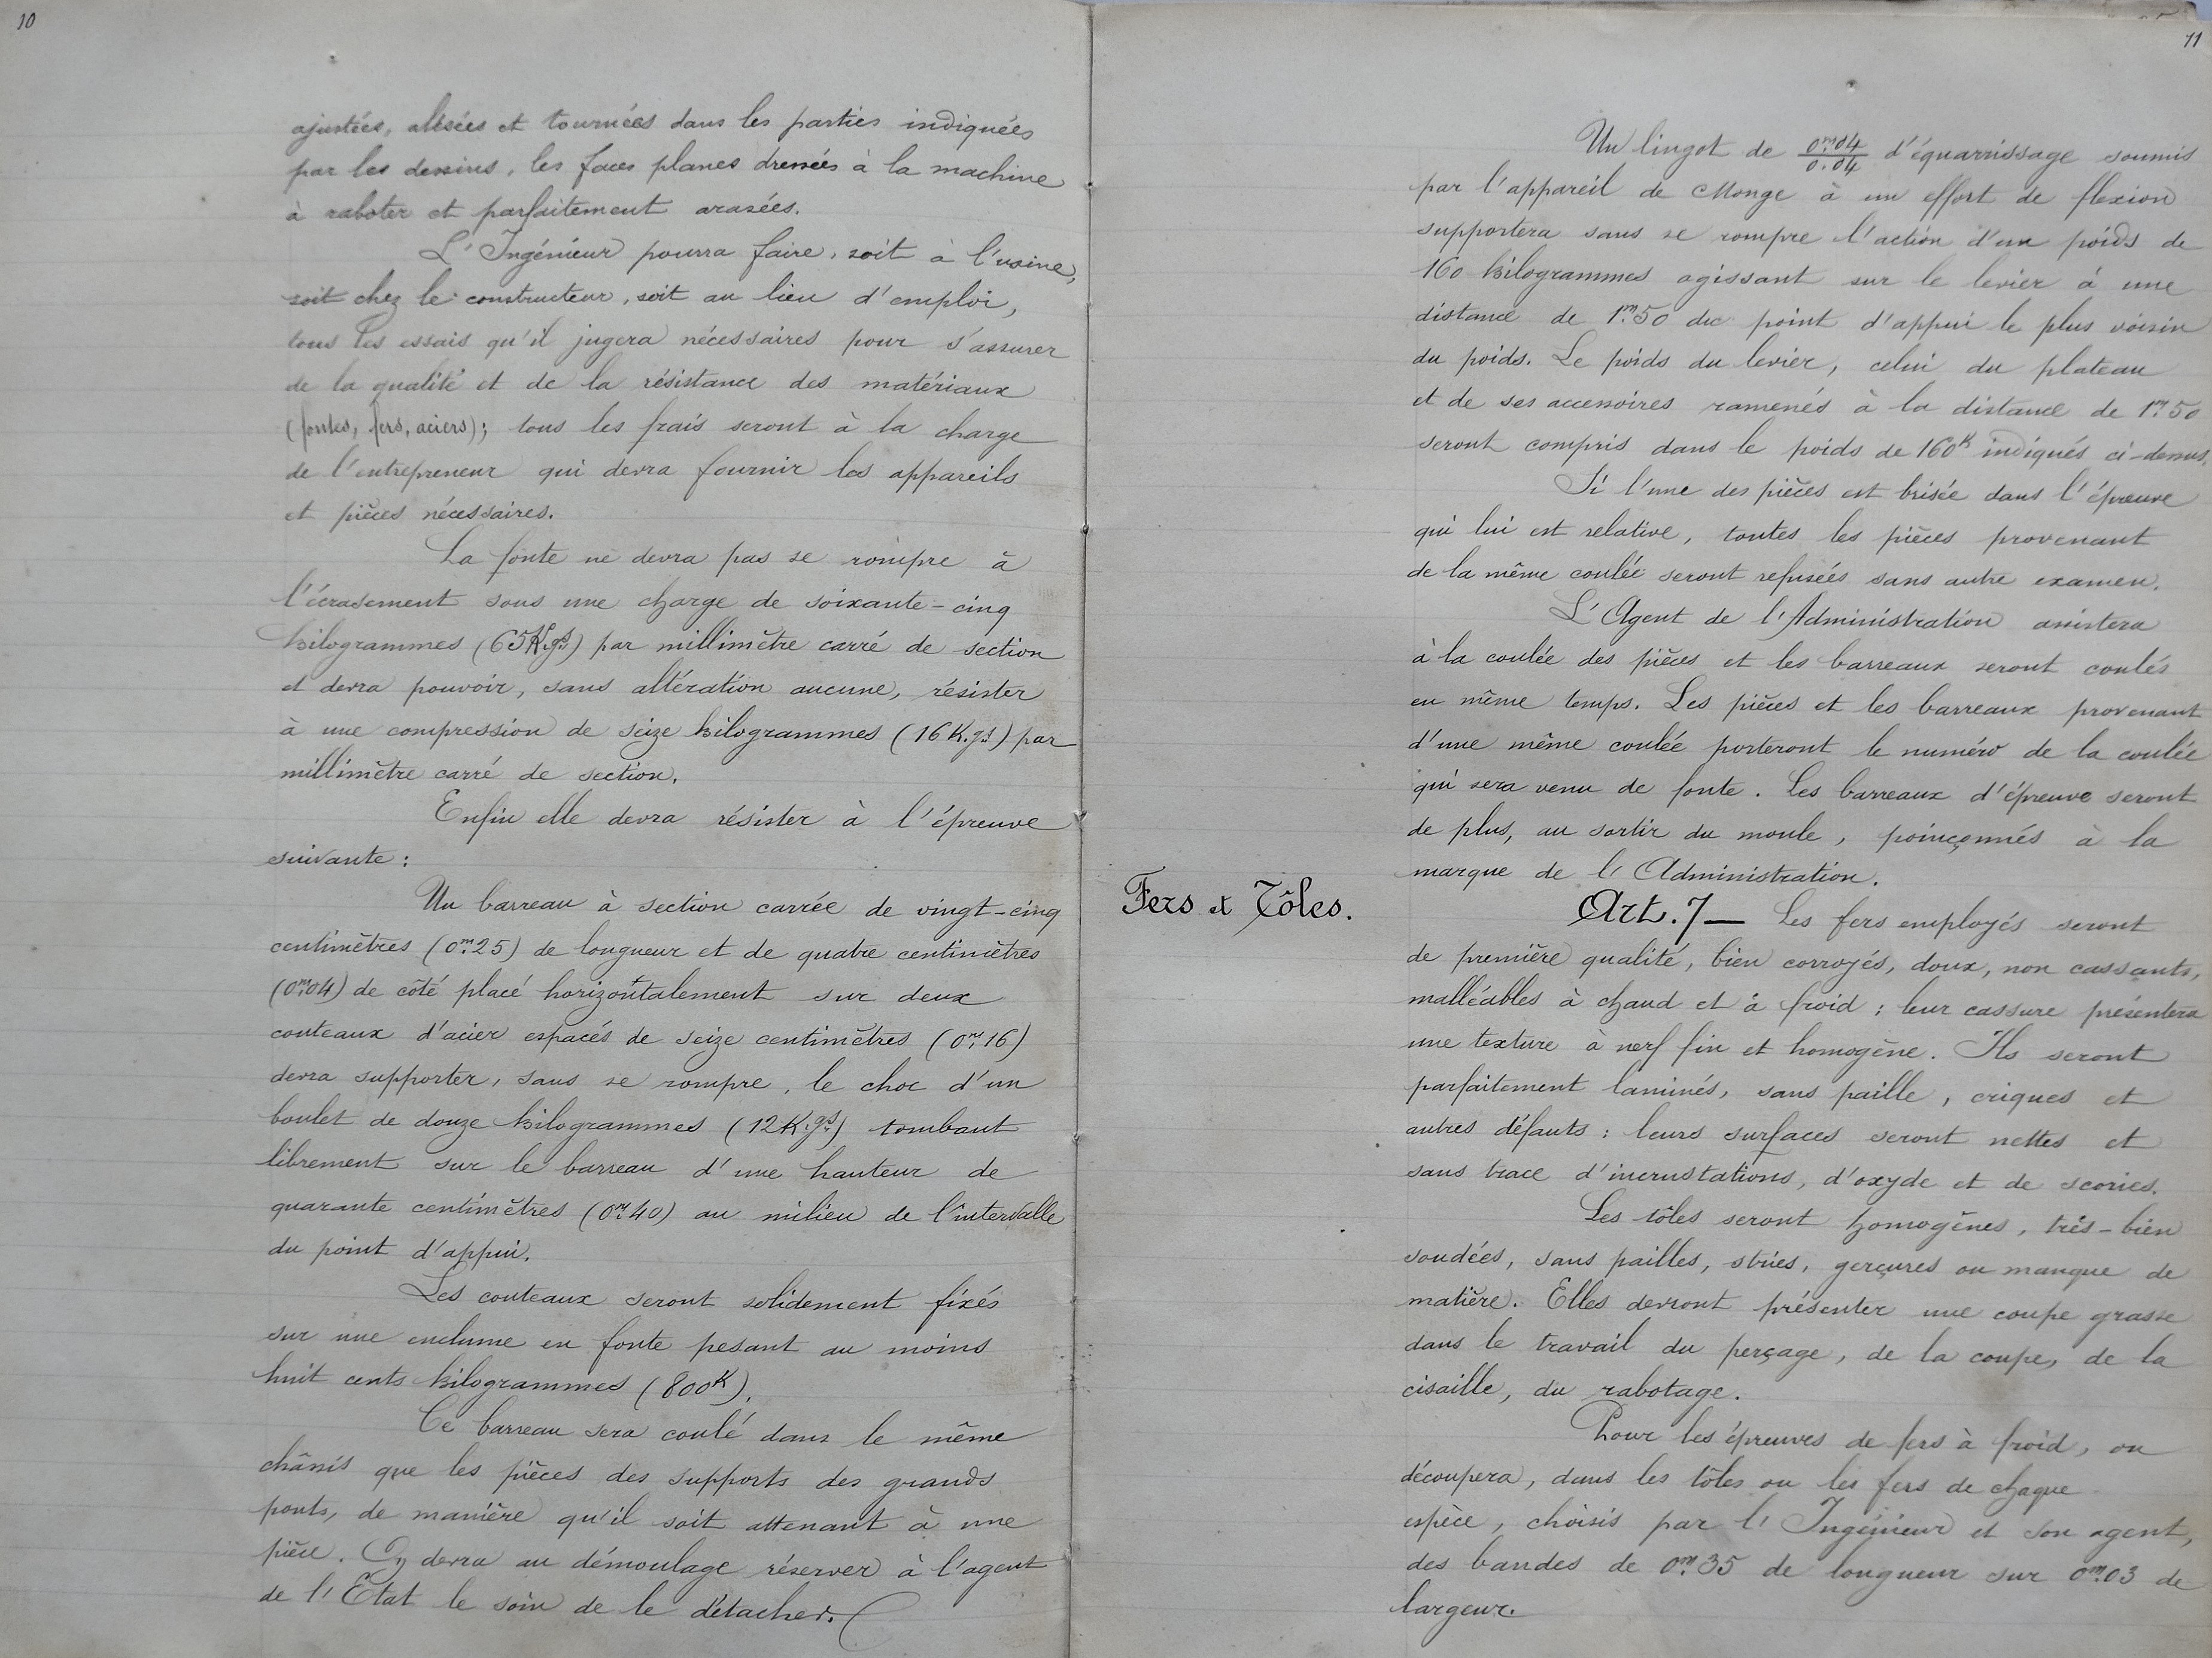 10
ajustées, alésées et tournées dans les parties indiquées
par les dessins, les faces planes dressées à la machine
à raboter et parfaitement arasées.
L'Ingénieur pourra faire, soit à l'usine,
soit chez le constructeur, soit au lieu d'emploi,
tous les essais qu'il jugera nécessaires pour s'assurer
de la qualité et de la résistance des matériaux
(fontes, fers, aciers); tous les frais seront à la charge
de l'entrepreneur qui devra fournir les appareils
et pièces nécessaires.
La fonte ne devra pas se rompre à
l'écrasement sous une charge de soixante-cinq
kilogrammes (65K.gs) par millimètre carré de section
et devra pouvoir, sans altération aucune, résister
à une compression de seize kilogrammes (16 K.gs) par
millimètre carré de section.
Enfin elle devra résister à l'épreuve
suivante :
Un barreau à section carrée de vingt-cinq
centimètres (0m25) de longueur et de quatre centimètres
(0m04) de côté placé horizontalement sur deux
couteaux d'acier espacés de seize centimètres (0m16)
devra supporter, sans se rompre, le choc d'un
boulet de douze kilogrammes (12K.gs) tombant
librement sur le barreau d'une hauteur de
quarante centimètres (0m40) au milieu de l'intervalle
du point d'appui.
Les couteaux seront solidement fixés
sur une enclume en fonte pesant au moins
huit cents kilogrammes (800K).
Ce barreau sera coulé dans le même
châssis que les pièces des supports des grands
ponts, de manière qu'il soit attenant à une
pièce. On devra au démoulage réserver à l'agent
de l'Etat le soin de le détacher.
11
Un lingot de 0m04/0.04 d'équarrissage soumis
par l'appareil de Monge à un effort de flexion
supportera sans se rompre l'action d'un poids de
160 kilogrammes agissant sur le levier à une
distance de 1m50 du point d'appui le plus voisin
du poids. Le poids du levier, celui du plateau
et de ses accessoires ramenés à la distance de 1m50
seront compris dans le poids de 160K indiqués ci-dessus.
Si l'une des pièces est brisée dans l'épreuve
qui lui est relative, toutes les pièces provenant
de la même coulée seront refusées sans autre examen.
L'Agent de l'Administration assistera
à la coulée des pièces et les barreaux seront coulés
en même temps. Les pièces et les barreaux provenant
d'une même coulée porteront le numéro de la coulée
qui sera venu de fonte. Les barreaux d'épreuve seront
de plus, au sortir du moule, poinçonnés à la
marque de l'Administration.
Fers et Tôles.
Art. 7 — Les fers employés seront
de première qualité, bien corroyés, doux, non cassants,
malléables à chaud et à froid ; leur cassure présentera
une texture à nerf fin et homogène. Ils seront
parfaitement laminés, sans paille, criques et
autres défauts : leurs surfaces seront nettes et
sans trace d'incrustations, d'oxyde et de scories.
Les tôles seront homogènes, très-bien
soudées, sans pailles, stries, gerçures ou manque de
matière. Elles devront présenter une coupe grasse
dans le travail du perçage, de la coupe, de la
cisaille, du rabotage.
Pour les épreuves de fers à froid, on
découpera, dans les tôles ou les fers de chaque
espèce, choisis par l'Ingénieur et son agent,
des bandes de 0m35 de longueur sur 0m03 de
largeur.